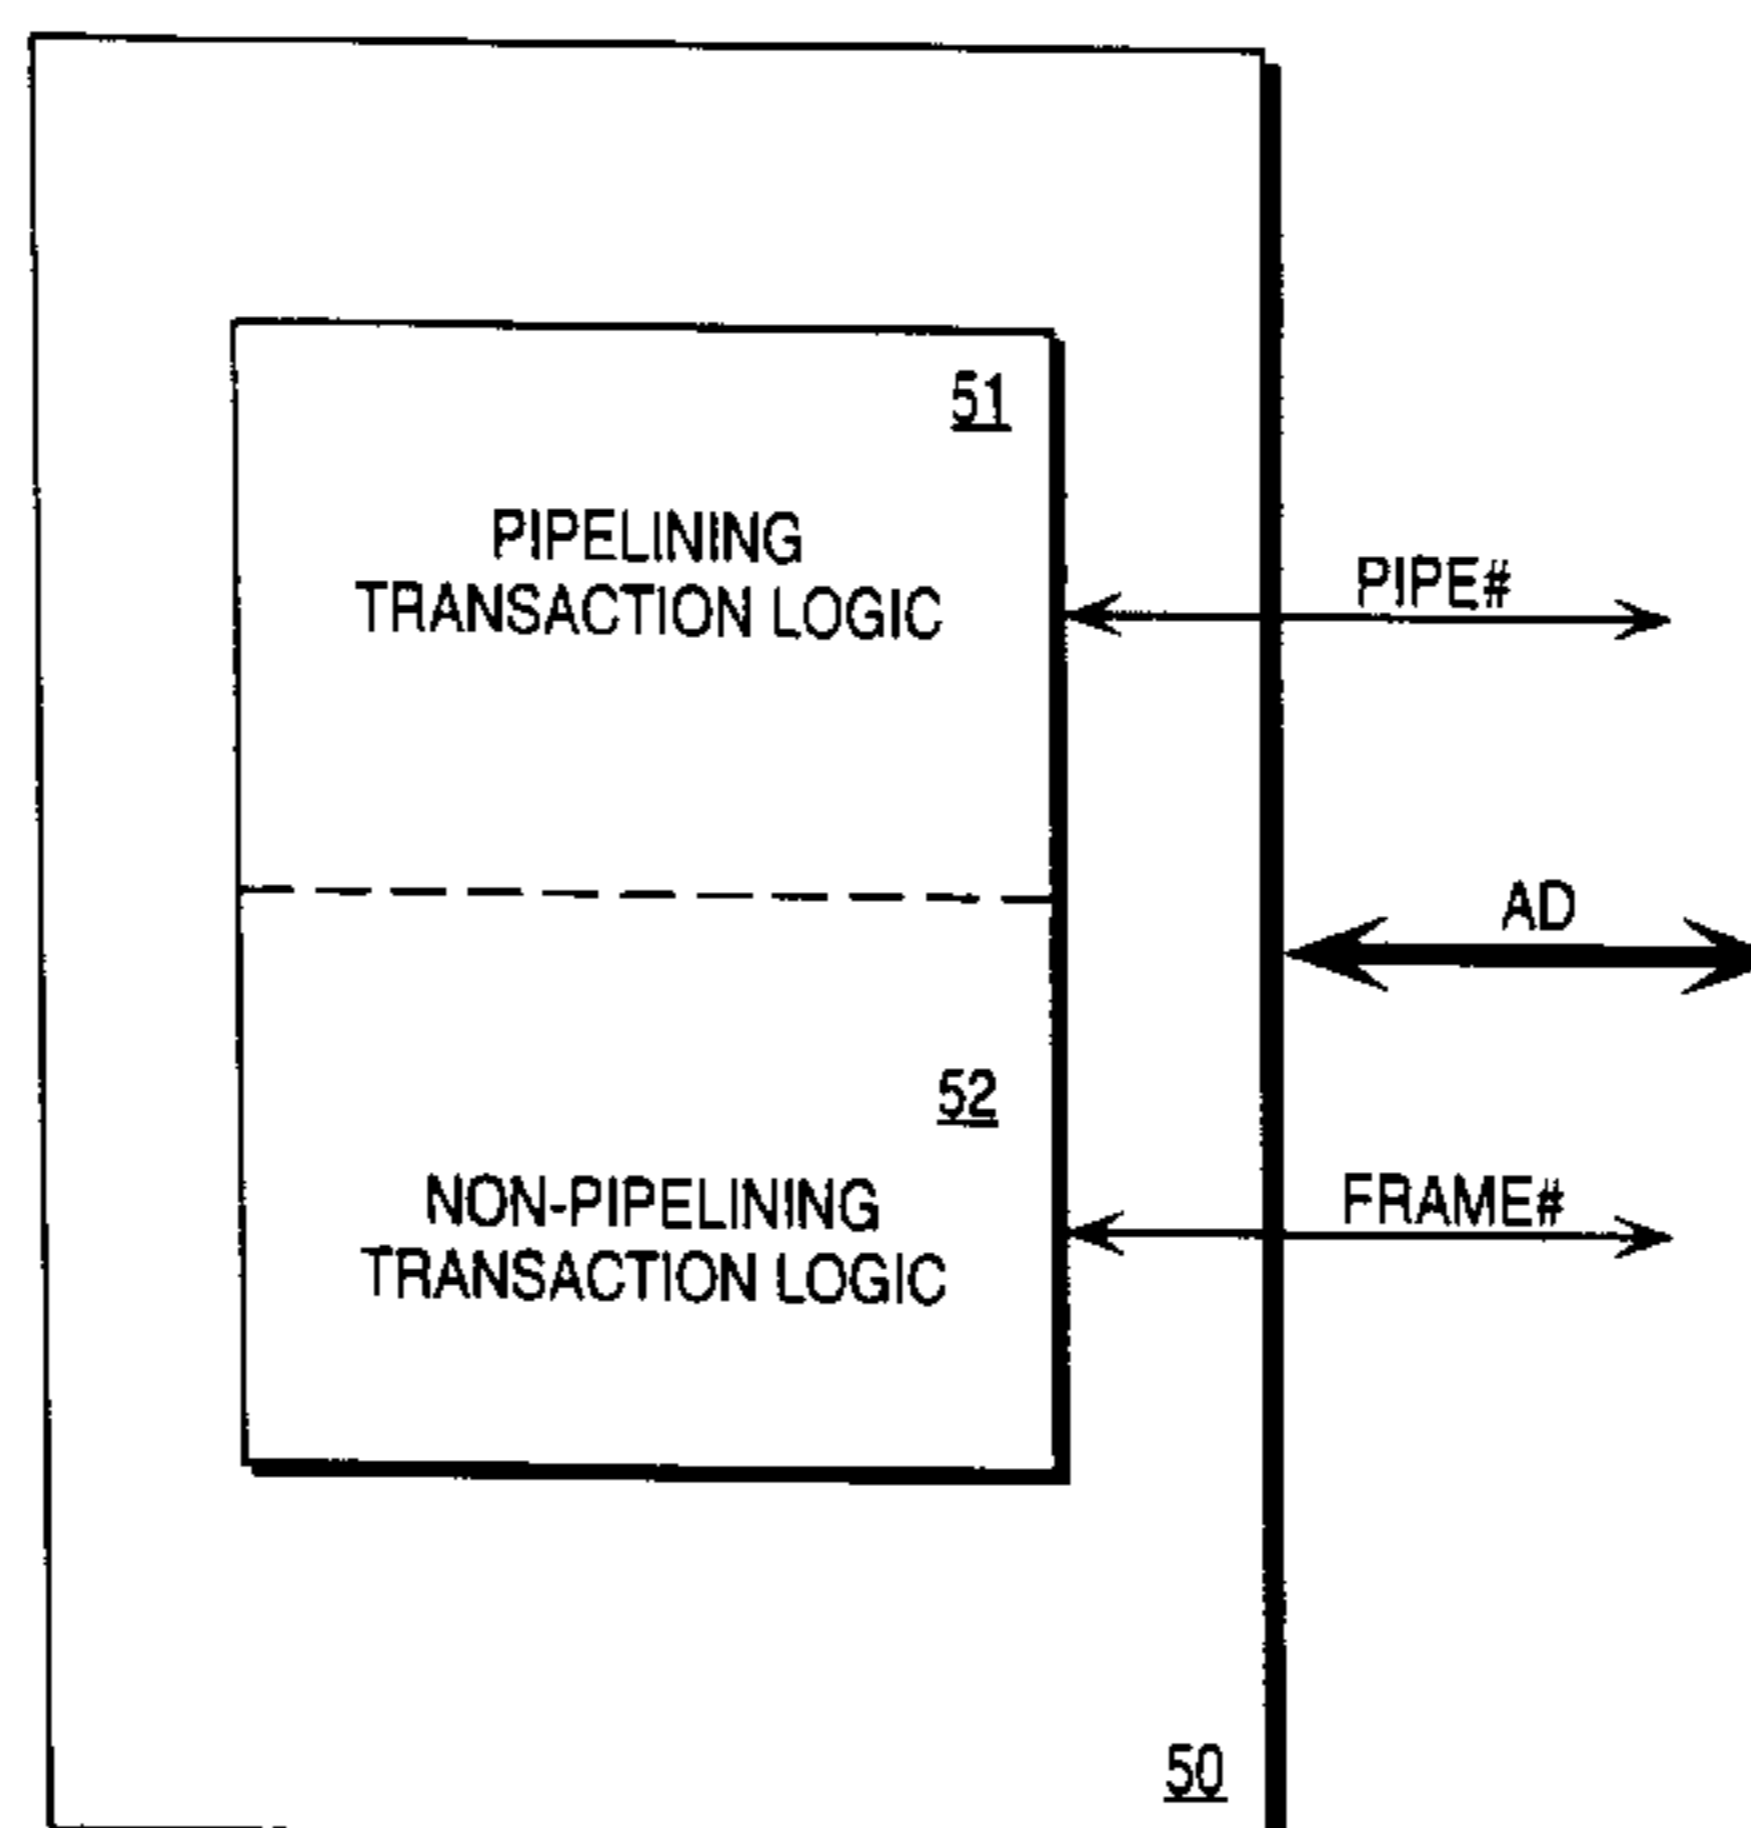 51
PIPELINING
TRANSACTION LOGIC
PIPE#
AD
52
NON-PIPELINING
TRANSACTION LOGIC
FRAME#
50